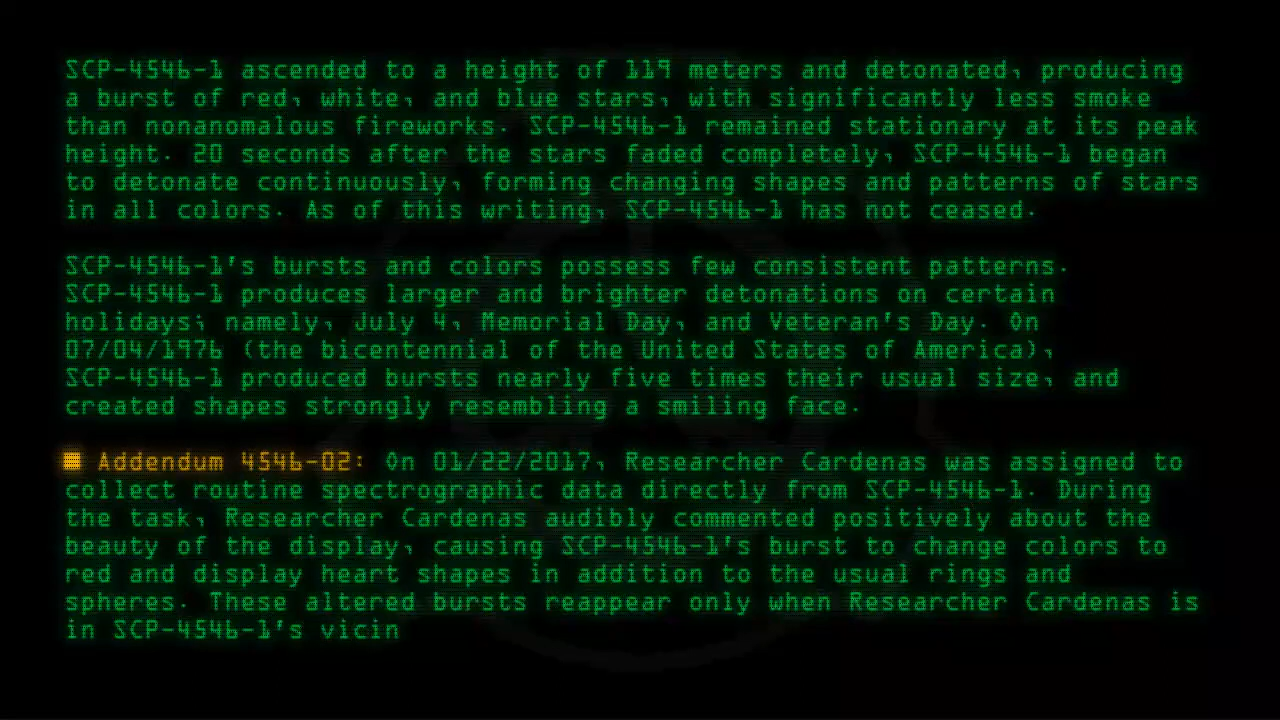 SCP-4546-1 ascended to a height of 119 meters and detonated, producing
a burst of red, white, and blue stars, with significantly less smoke
than nonanomalous fireworks. SCP-4546-1 remained stationary at its peak
height. 20 seconds after the stars faded completely, SCP-4546-1 began
to detonate continuously, forming changing shapes and patterns of stars
in all colors. As of this writing, SCP-4546-1 has not ceased.
SCP-4546-1's bursts and colors possess few consistent patterns.
SCP-4546-1 produces larger and brighter detonations on certain
holidays; namely, July 4, Memorial Day, and Veteran's Day. On
07/04/1976 (the bicentennial of the United States of America),
SCP-4546-1 produced bursts nearly five times their usual size, and
created shapes strongly resembling a smiling face.
Addendum 4546-02: On 01/22/2017, Researcher Cardenas was assigned to
collect routine spectrographic data directly from SCP-4546-1. During
the task, Researcher Cardenas audibly commented positively about the
beauty of the display, causing SCP-4546-1's burst to change colors to
red and display heart shapes in addition to the usual rings and
spheres. These altered bursts reappear only when Researcher Cardenas is
in SCP-4546-1's vicin